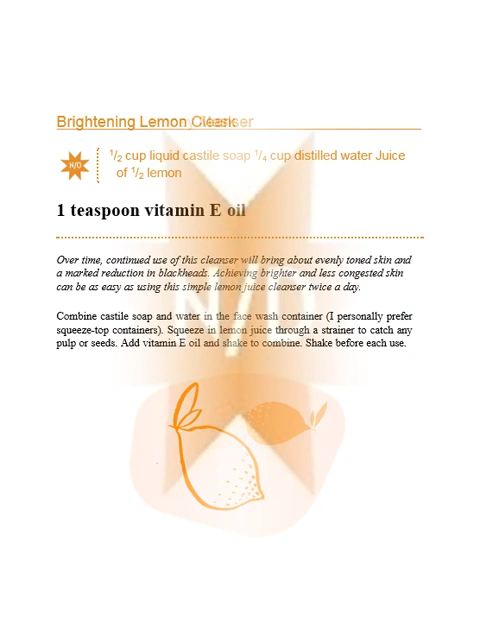 Brightening Lemon Cleanser
N/O
1/2 cup liquid castile soap 1/4 cup distilled water Juice
of 1/2 lemon
1 teaspoon vitamin E oil
Over time, continued use of this cleanser will bring about evenly toned skin and
a marked reduction in blackheads. Achieving brighter and less congested skin
can be as easy as using this simple lemon juice cleanser twice a day.
Combine castile soap and water in the face wash container (I personally prefer
squeeze-top containers). Squeeze in lemon juice through a strainer to catch any
pulp or seeds. Add vitamin E oil and shake to combine. Shake before each use.
N/O